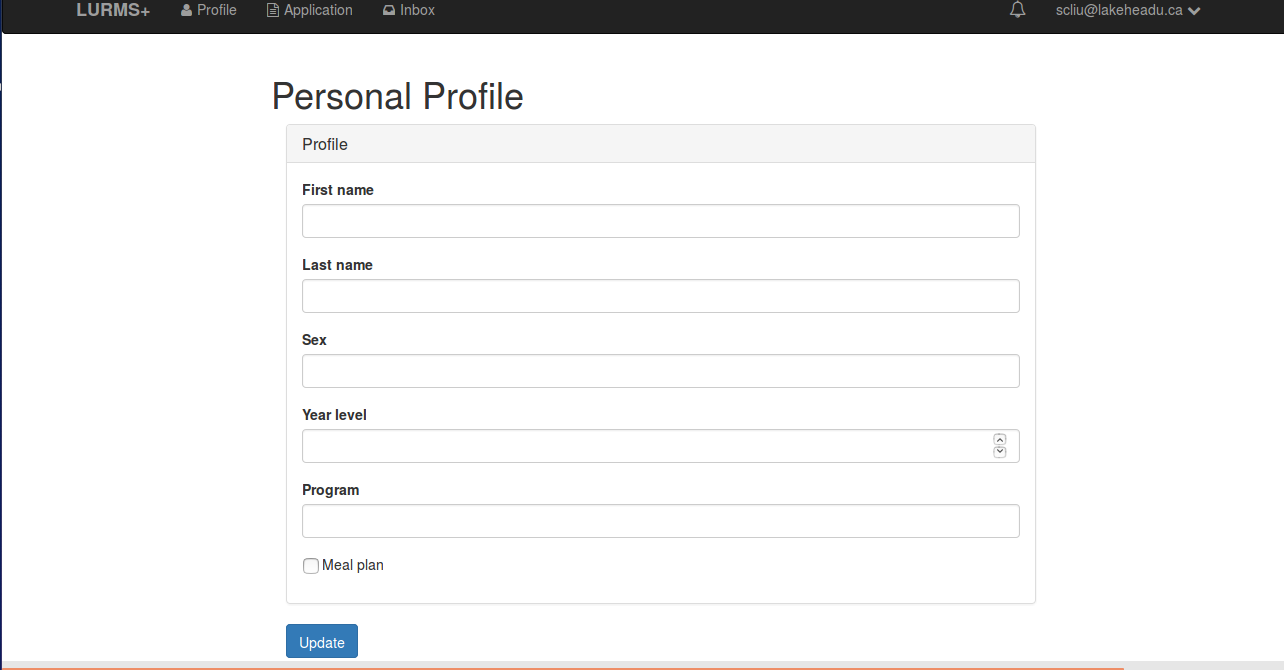 LURMS+ Profile Application Inbox scliu@lakeheadu.ca
Personal Profile
Profile
First name
Last name
Sex
Year level
Program
Meal plan
Update